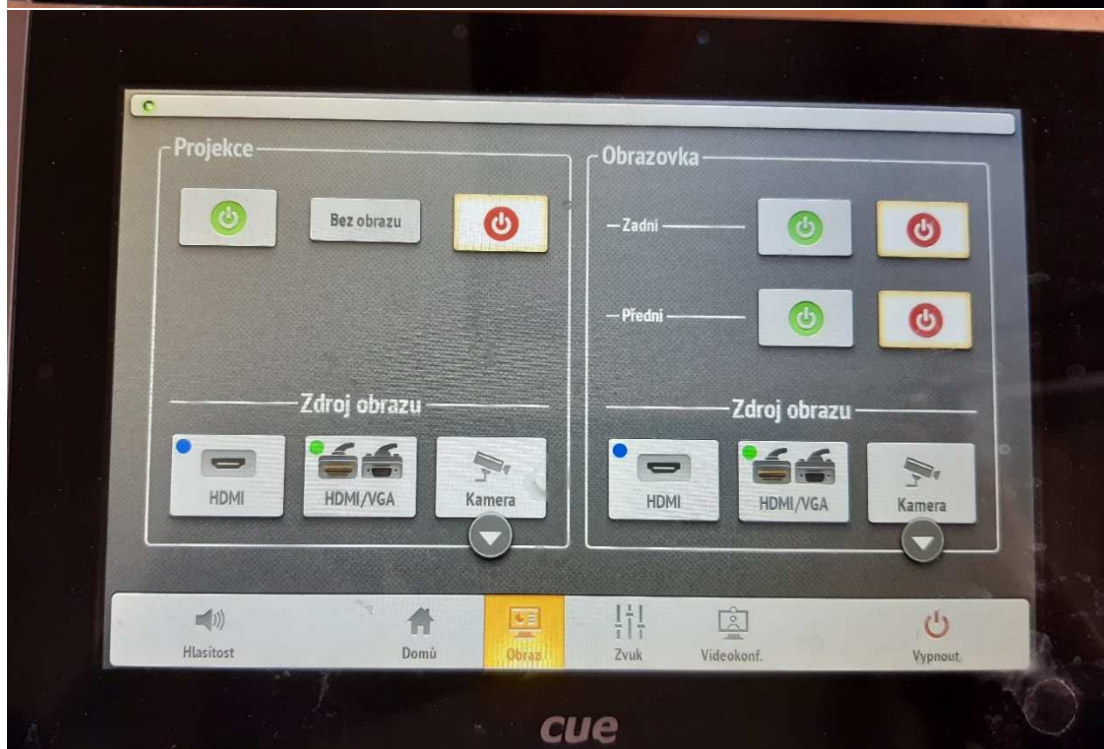 Projekce
Bez obrazu
Zdroj obrazu
HDMI
HDMI/VGA
Kamera
Obrazovka
Zadní
Přední
Zdroj obrazu
HDMI
HDMI/VGA
Kamera
Hlasitost
Domů
Obraz
Zvuk
Videokonf.
Vypnout
cue